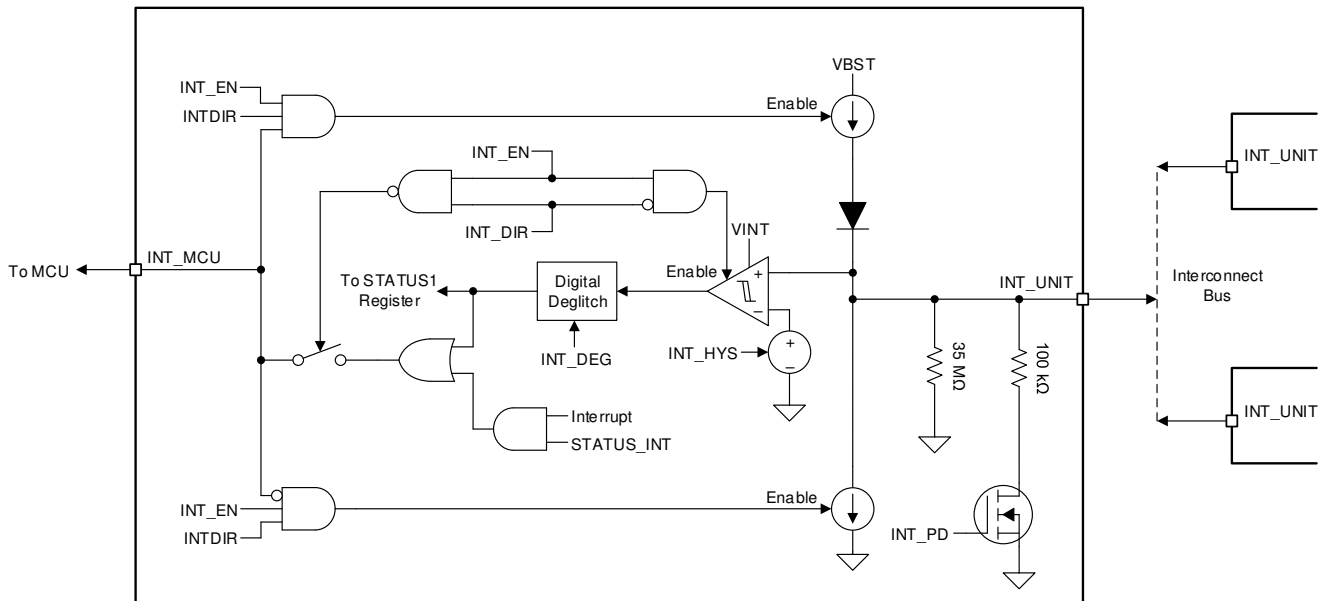 VBST
INT_EN
INTDIR
Enable
INT_EN
INT_UNIT
INT_DIR
VINT
INT_MCU
To MCU
To STATUS1
Register
Digital
Deglitch
Enable
INT_UNIT
Interconnect
Bus
INT_DEG
INT_HYS
+
−
+
−
35 MΩ
100 kΩ
Interrupt
STATUS_INT
INT_UNIT
INT_EN
INTDIR
Enable
INT_PD